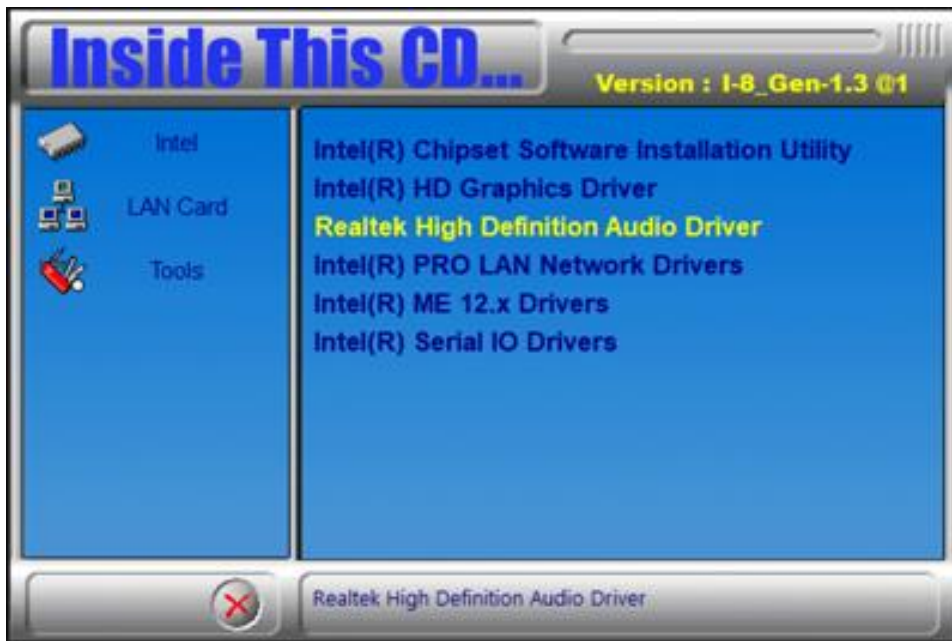 Inside This CD...
Version : I-8_Gen-1.3 @1
Intel
LAN Card
Tools
Intel(R) Chipset Software Installation Utility
Intel(R) HD Graphics Driver
Realtek High Definition Audio Driver
Intel(R) PRO LAN Network Drivers
Intel(R) ME 12.x Drivers
Intel(R) Serial IO Drivers
Realtek High Definition Audio Driver